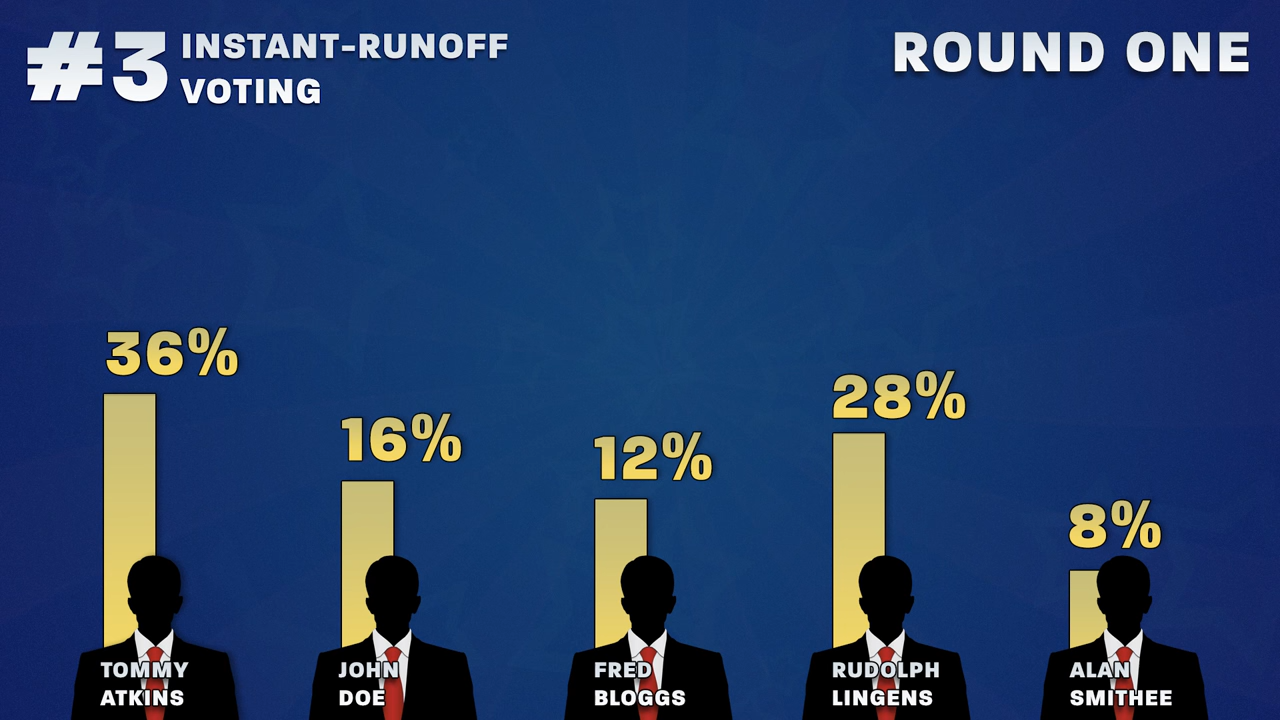 #3 INSTANT-RUNOFF
VOTING
ROUND ONE
36%
16%
12%
28%
8%
TOMMY
ATKINS
JOHN
DOE
FRED
BLOGGS
RUDOLPH
LINGENS
ALAN
SMITHEE